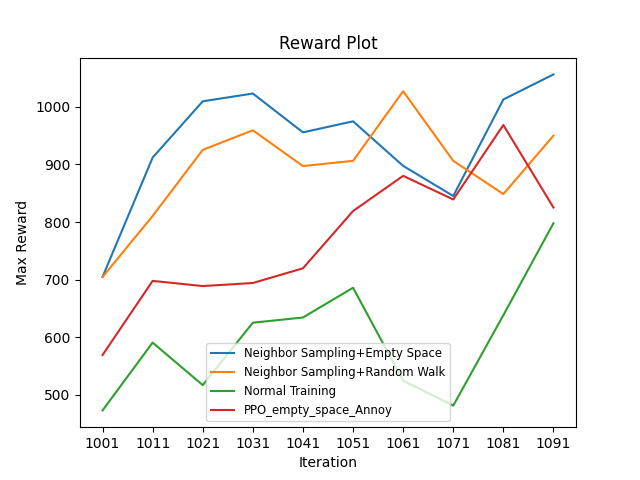 Reward Plot
Max Reward
1000
900
800
700
600
500
Neighbor Sampling+Empty Space
Neighbor Sampling+Random Walk
Normal Training
PPO_empty_space_Annoy
1001 1011 1021 1031 1041 1051 1061 1071 1081 1091
Iteration